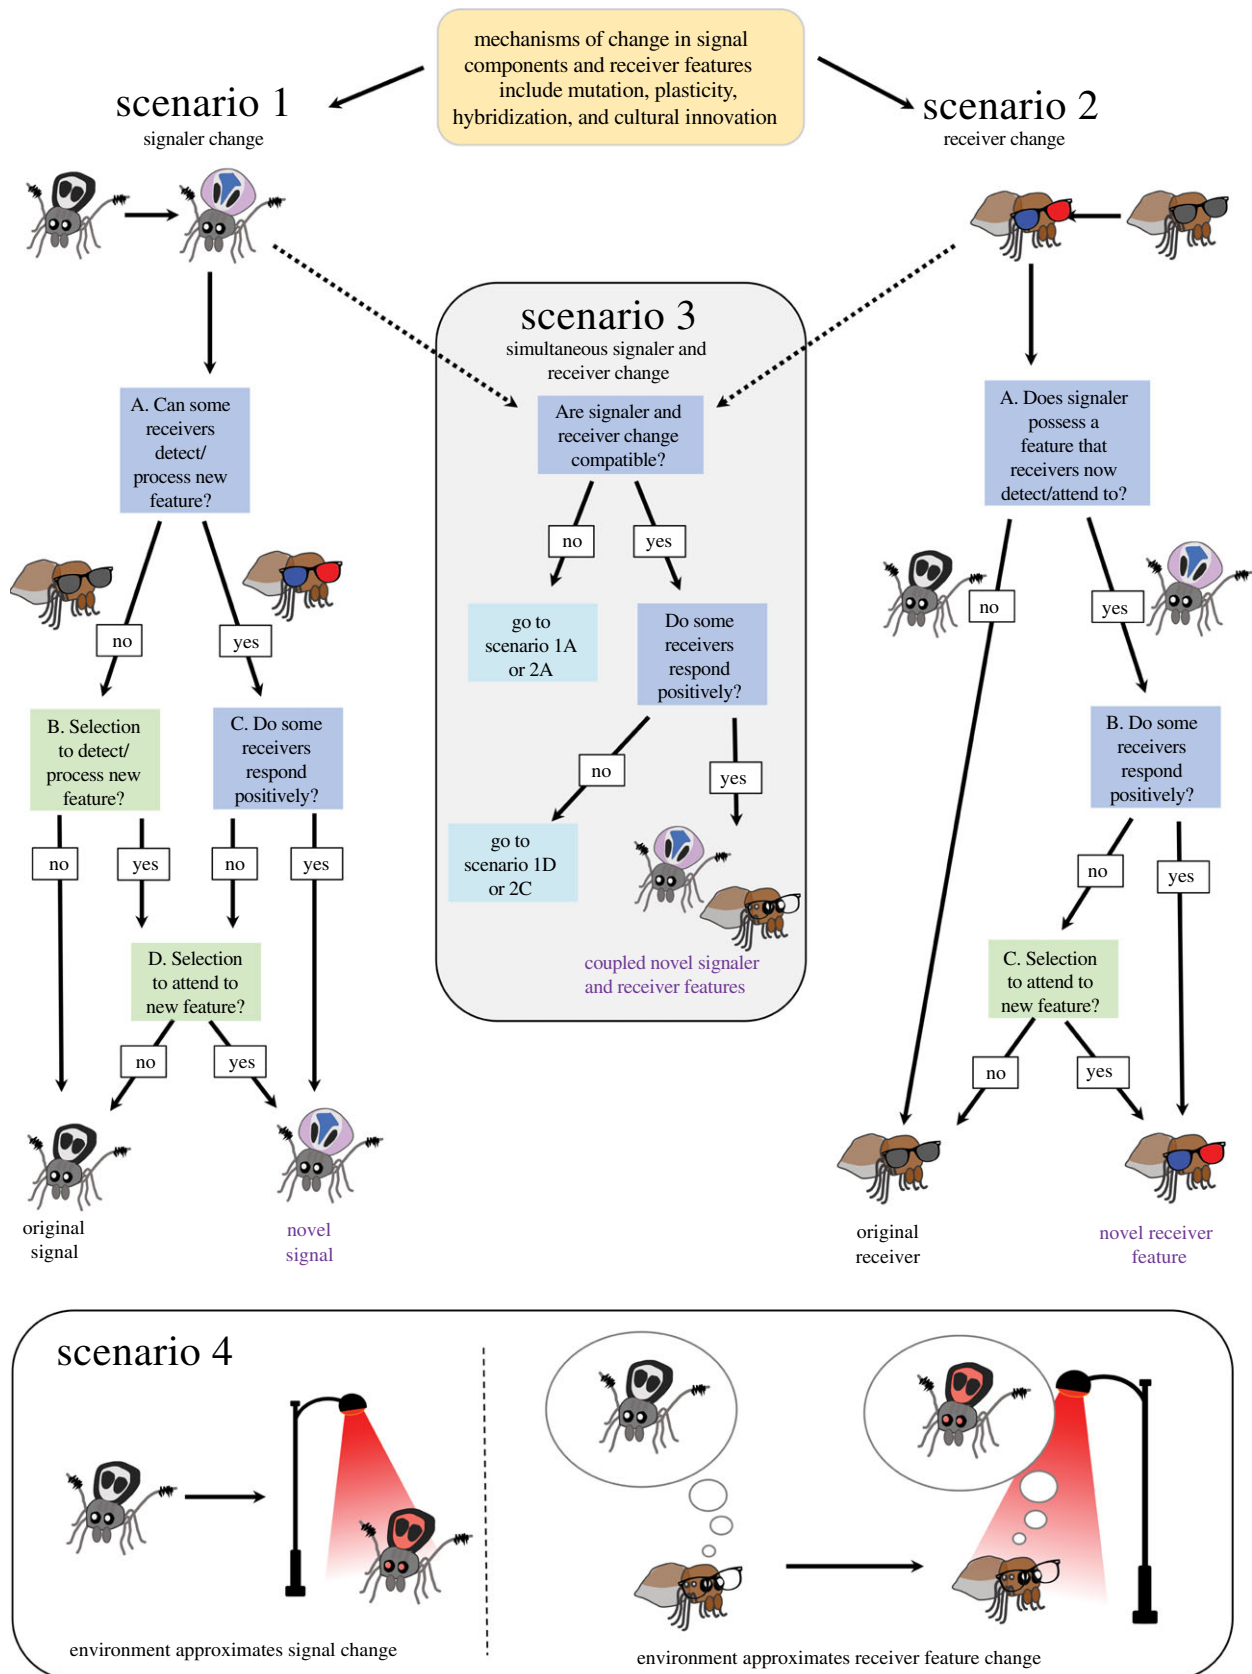 mechanisms of change in signal
components and receiver features
include mutation, plasticity,
hybridization, and cultural innovation
scenario 1
signaler change
scenario 2
receiver change
scenario 3
simultaneous signaler and
receiver change
Are signaler and
receiver change
compatible?
no
yes
go to
scenario 1A
or 2A
Do some
receivers
respond
positively?
no
yes
go to
scenario 1D
or 2C
coupled novel signaler
and receiver features
A. Can some
receivers
detect/
process new
feature?
no
yes
B. Selection
to detect/
process new
feature?
C. Do some
receivers
respond
positively?
no
yes
no
yes
D. Selection
to attend to
new feature?
no
yes
original
signal
novel
signal
A. Does signaler
possess a
feature that
receivers now
detect/attend to?
no
yes
B. Do some
receivers
respond
positively?
no
yes
C. Selection
to attend to
new feature?
no
yes
original
receiver
novel receiver
feature
scenario 4
environment approximates signal change
environment approximates receiver feature change